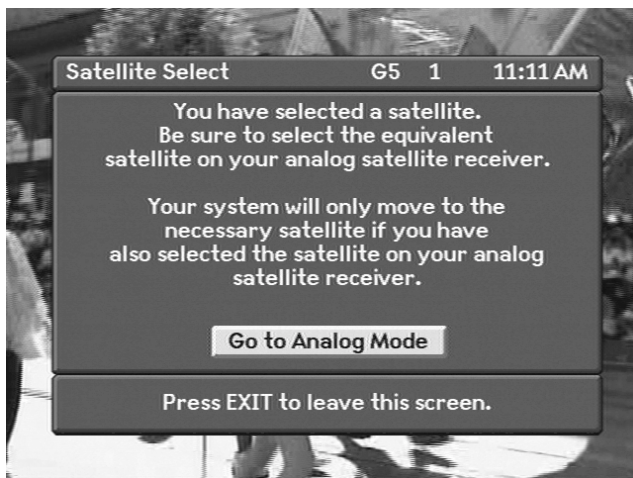 Satellite Select G5 1 11:11 AM
You have selected a satellite.
Be sure to select the equivalent
satellite on your analog satellite receiver.
Your system will only move to the
necessary satellite if you have
also selected the satellite on your analog
satellite receiver.
Go to Analog Mode
Press EXIT to leave this screen.